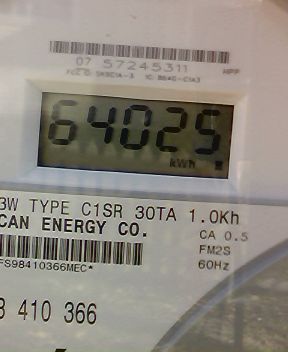 07 57245311
64025
kWh
3W TYPE C1SR 30TA 1.0Kh
CAN ENERGY CO.
CA 0.5
FM2S
60Hz
FS98410366MEC*
8 410 366